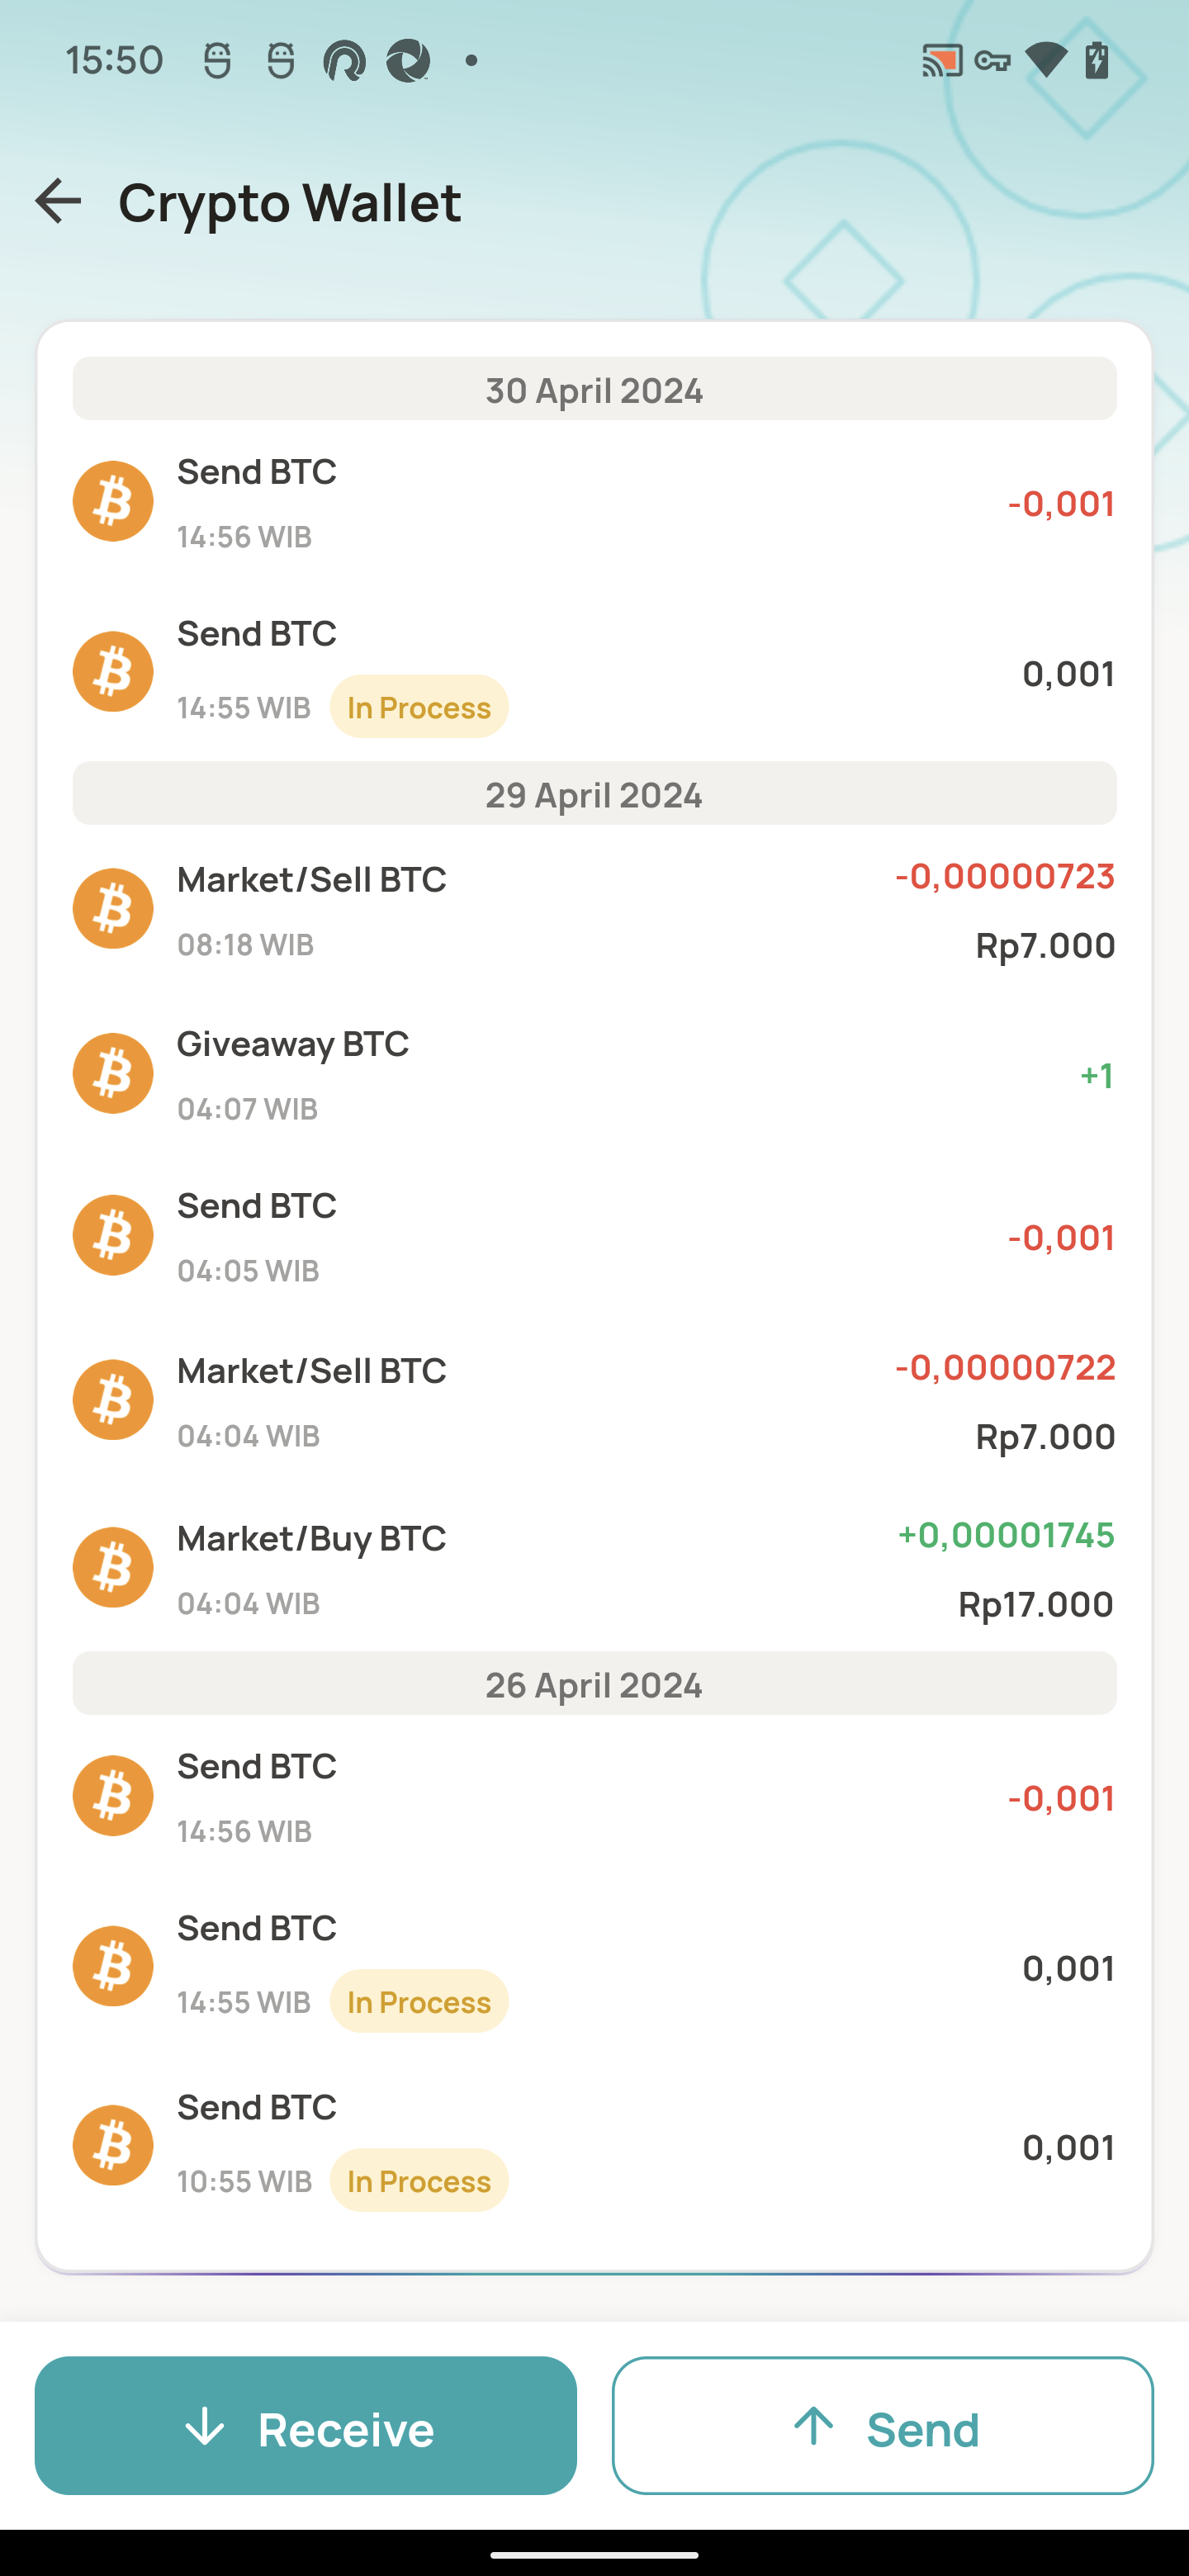 15:50
Crypto Wallet
30 April 2024
Send BTC
14:56 WIB
-0,001
Send BTC
14:55 WIB In Process
0,001
29 April 2024
Market/Sell BTC
08:18 WIB
-0,00000723
Rp7.000
Giveaway BTC
04:07 WIB
+1
Send BTC
04:05 WIB
-0,001
Market/Sell BTC
04:04 WIB
-0,00000722
Rp7.000
Market/Buy BTC
04:04 WIB
+0,00001745
Rp17.000
26 April 2024
Send BTC
14:56 WIB
-0,001
Send BTC
14:55 WIB In Process
0,001
Send BTC
10:55 WIB In Process
0,001
Receive
Send